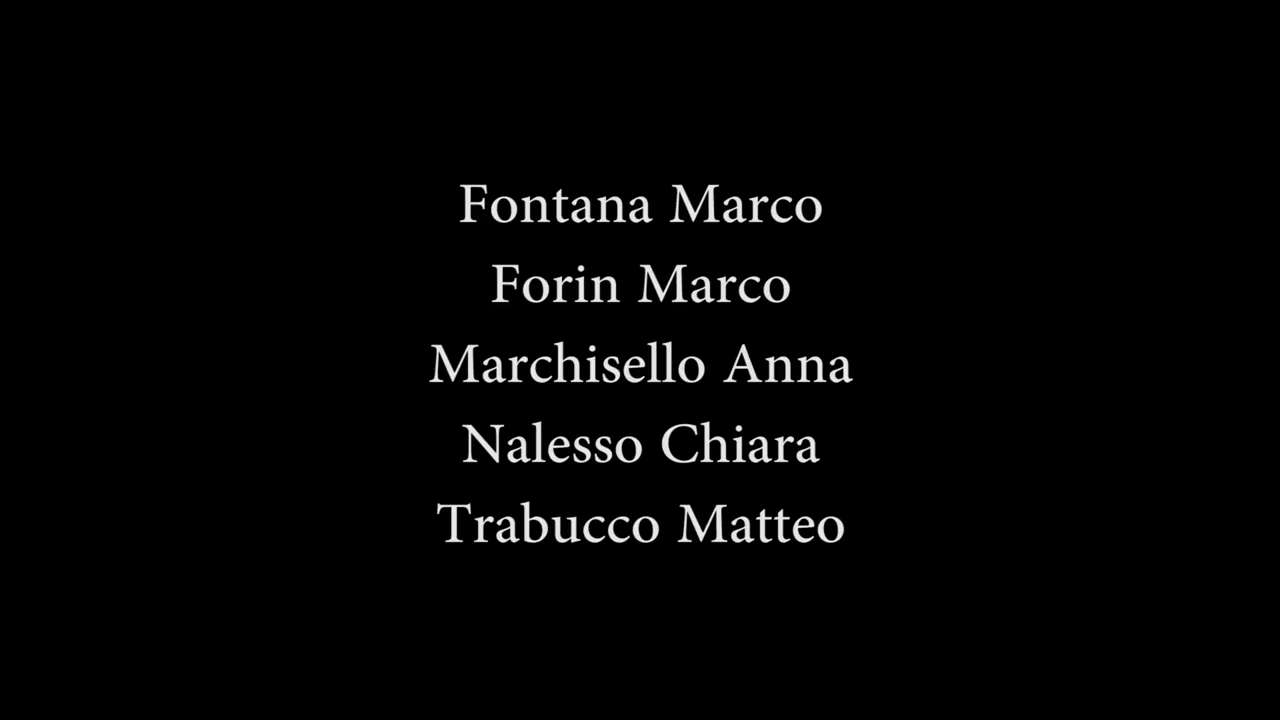 Fontana Marco
Forin Marco
Marchisello Anna
Nalesso Chiara
Trabucco Matteo